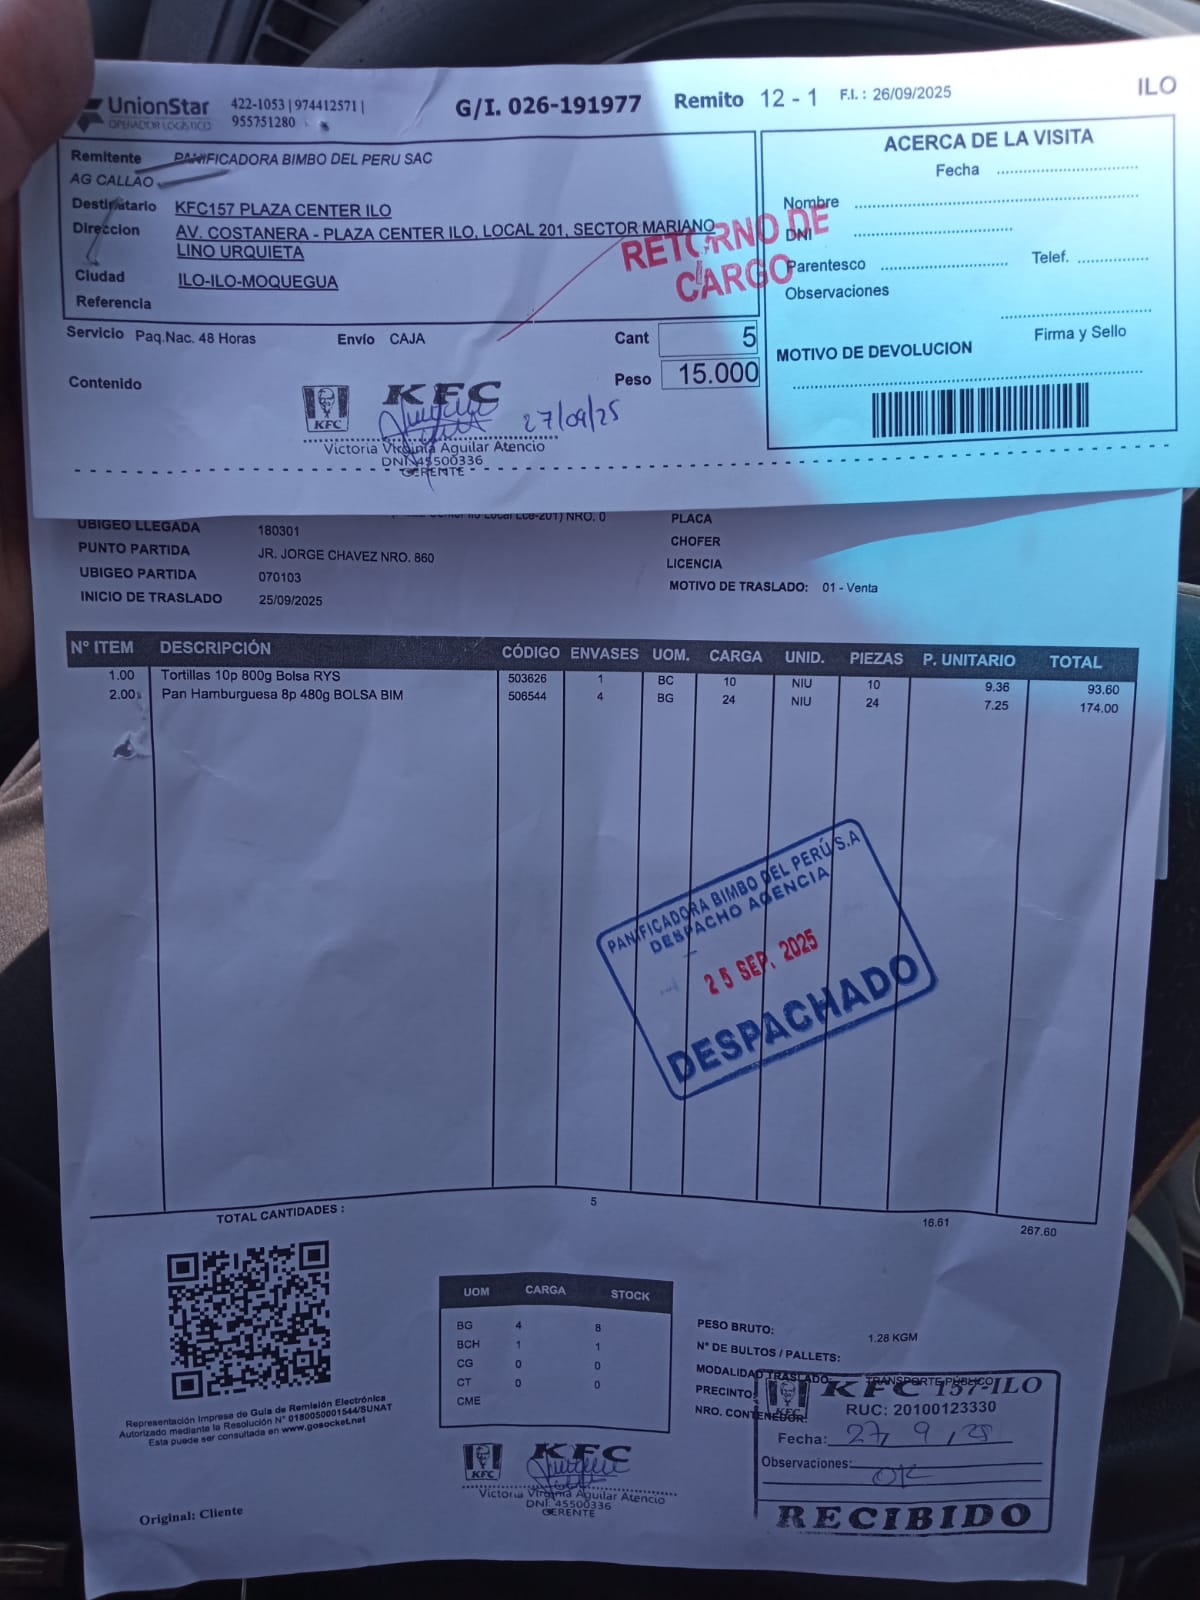 UnionStar
OPERADOR LOGISTICO
422-1053 | 974412571 |
955751280
G/I. 026-191977
Remito 12 - 1
F.I. : 26/09/2025
ILO
Remitente PANIFICADORA BIMBO DEL PERU SAC
AG CALLAO
Destinatario KFC157 PLAZA CENTER ILO
Direccion AV. COSTANERA - PLAZA CENTER ILO, LOCAL 201, SECTOR MARIANO
LINO URQUIETA
Ciudad ILO-ILO-MOQUEGUA
Referencia
RETORNO DE
CARGO
Servicio Paq.Nac. 48 Horas Envío CAJA Cant 5
Contenido Peso 15.000
KFC
KFC
27/09/25
Victoria Virginia Aguilar Atencio
DNI: 45500336
GERENTE
ACERCA DE LA VISITA
Fecha
Nombre
DNI
Parentesco Telef.
Observaciones
Firma y Sello
MOTIVO DE DEVOLUCION
NRO. 0
UBIGEO LLEGADA 180301
PUNTO PARTIDA JR. JORGE CHAVEZ NRO. 860
UBIGEO PARTIDA 070103
INICIO DE TRASLADO 25/09/2025
PLACA
CHOFER
LICENCIA
MOTIVO DE TRASLADO: 01 - Venta
N° ITEM DESCRIPCIÓN CÓDIGO ENVASES UOM. CARGA UNID. PIEZAS P. UNITARIO TOTAL
1.00 Tortillas 10p 800g Bolsa RYS 503626 1 BC 10 NIU 10 9.36 93.60
2.00 Pan Hamburguesa 8p 480g BOLSA BIM 506544 4 BG 24 NIU 24 7.25 174.00
PANIFICADORA BIMBO DEL PERÚ S.A
DESPACHO AGENCIA
25 SEP. 2025
DESPACHADO
TOTAL CANTIDADES : 5 16.61 267.60
UOM CARGA STOCK
BG 4 8
BCH 1 1
CG 0 0
CT 0 0
CME
PESO BRUTO: 1.28 KGM
N° DE BULTOS / PALLETS:
MODALIDAD TRASLADO: TRANSPORTE PÚBLICO
PRECINTO:
NRO. CONTENEDOR:
Representación Impresa de Guía de Remisión Electrónica
Autorizado mediante la Resolución N° 0180050001544/SUNAT
Esta puede ser consultada en www.gosocket.net
KFC
KFC
Victoria Virginia Aguilar Atencio
DNI: 45500336
GERENTE
KFC
KFC 157-ILO
RUC: 20100123330
Fecha: 27, 9, 25
Observaciones: OK
RECIBIDO
Original: Cliente